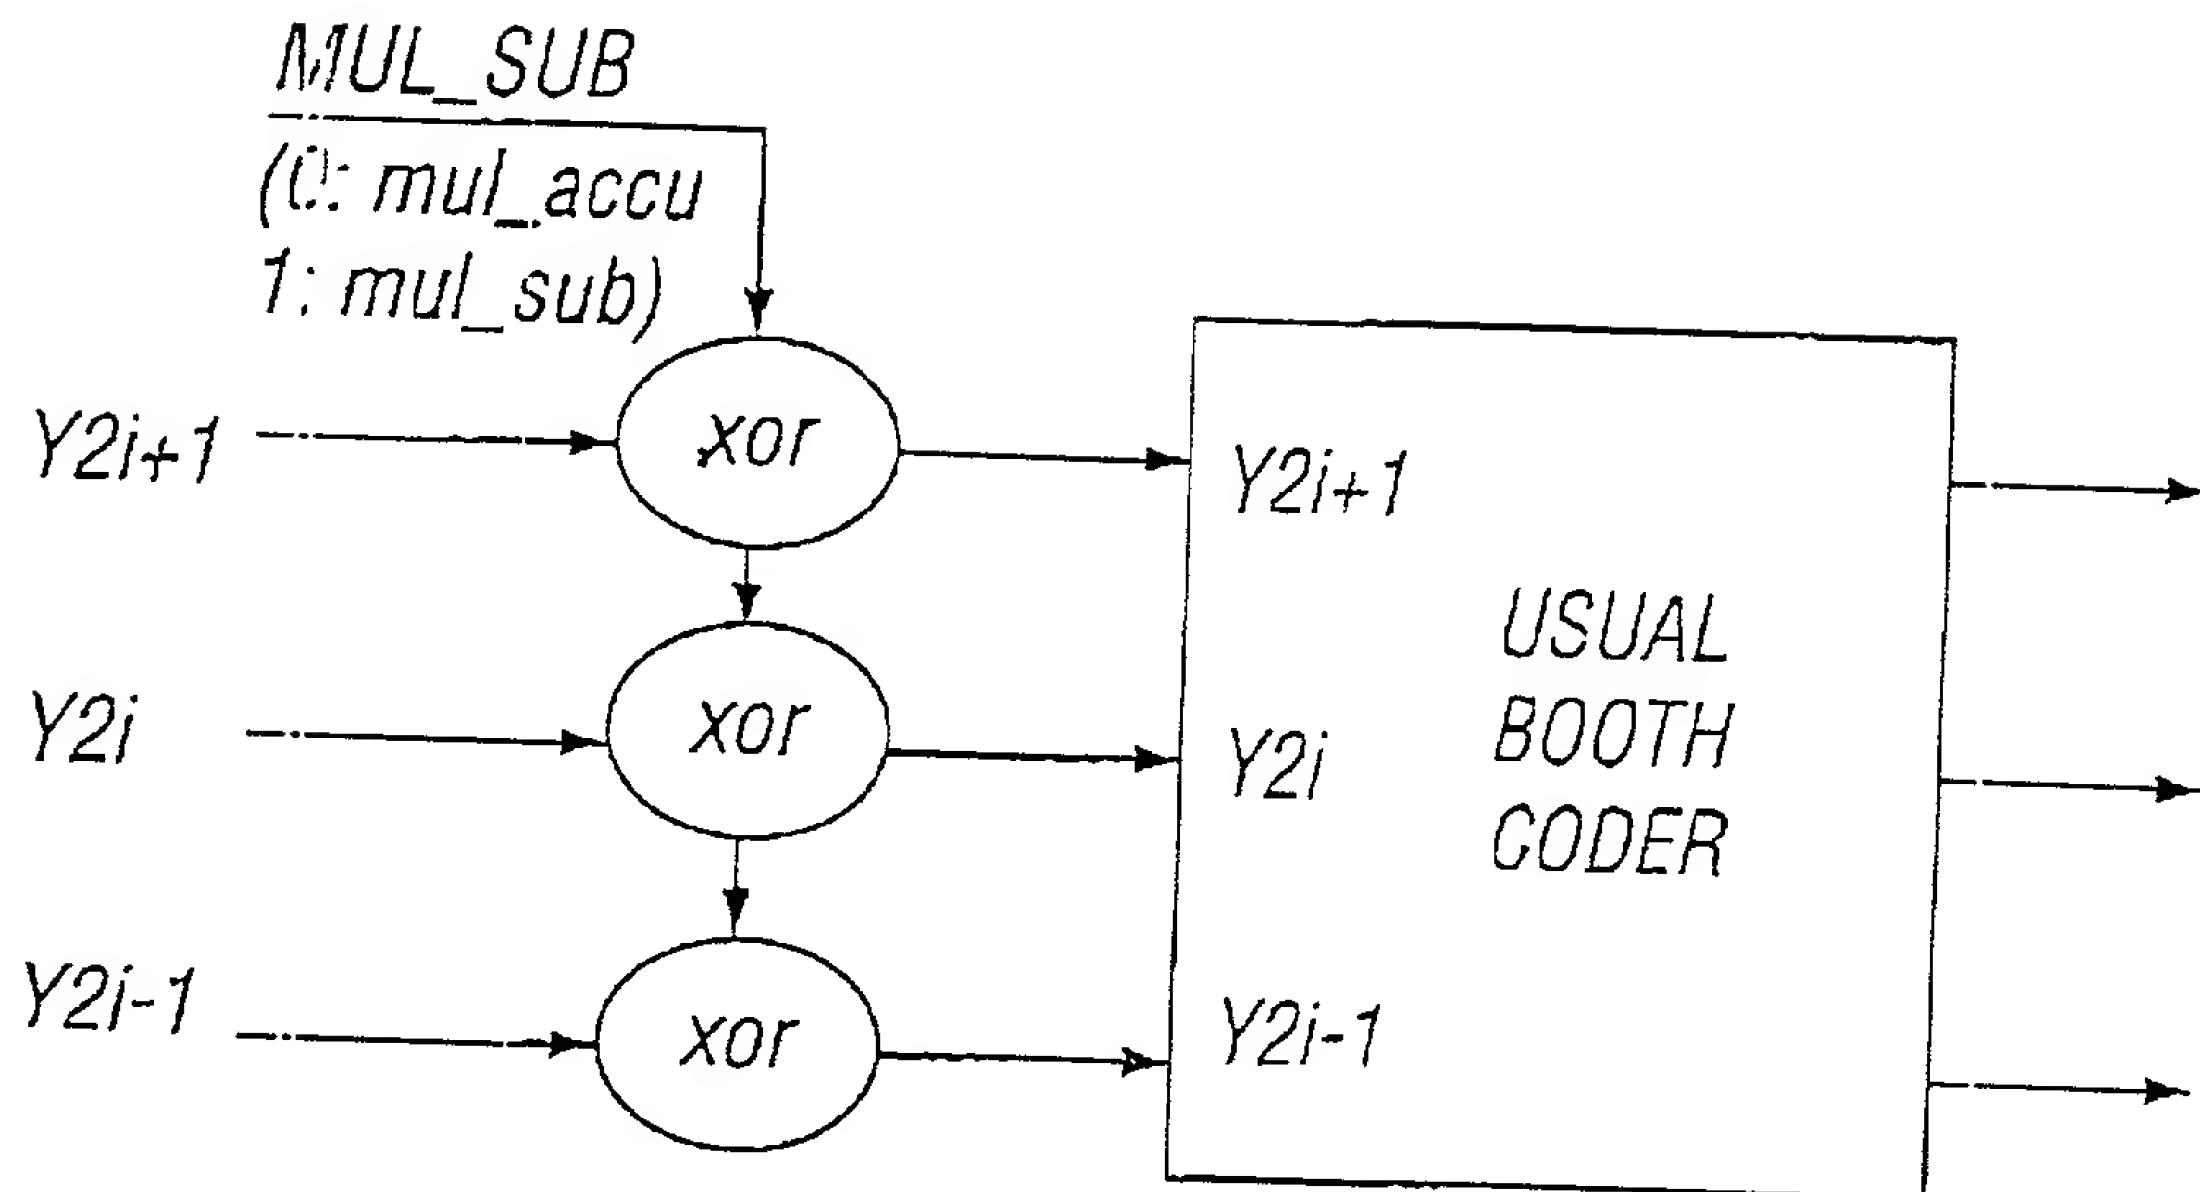 MUL_SUB
(0: mul_accu
1: mul_sub)
Y2i+1
xor
Y2i+1
USUAL
BOOTH
CODER
Y2i
xor
Y2i
Y2i-1
xor
Y2i-1